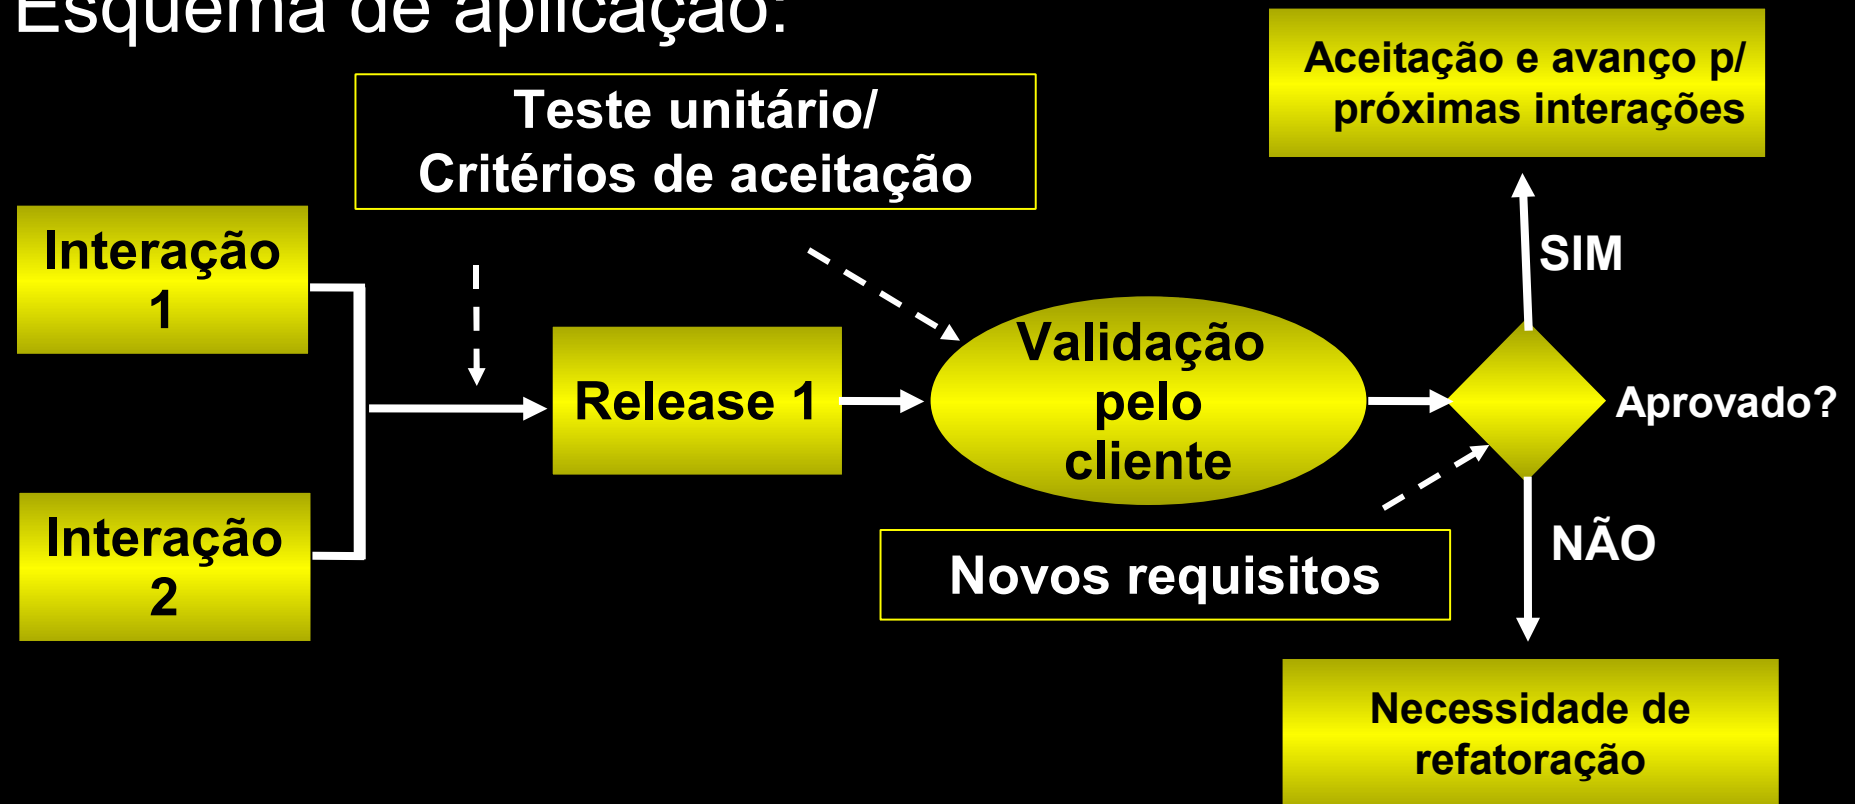 Esquema de aplicação:
Aceitação e avanço p/
próximas interações
Teste unitário/
Critérios de aceitação
Interação
1
SIM
Release 1
Validação
pelo
cliente
Aprovado?
Interação
2
Novos requisitos
NÃO
Necessidade de
refatoração